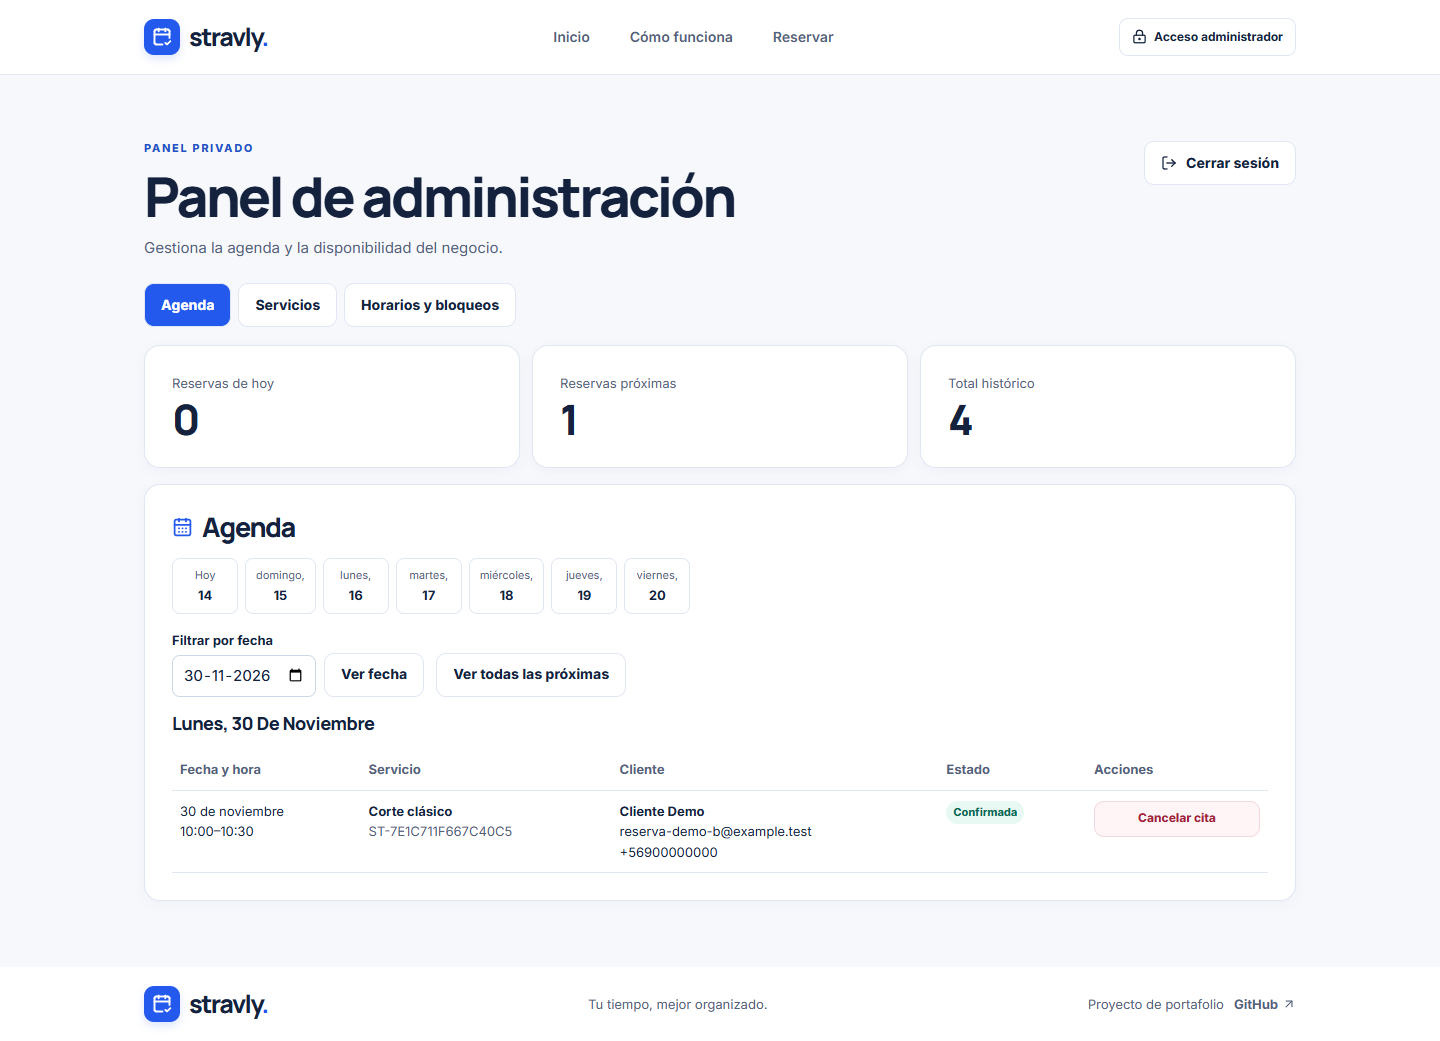 stravly.
Inicio
Cómo funciona
Reservar
Acceso administrador
PANEL PRIVADO
Cerrar sesión
Panel de administración
Gestiona la agenda y la disponibilidad del negocio.
Agenda
Servicios
Horarios y bloqueos
Reservas de hoy
0
Reservas próximas
1
Total histórico
4
Agenda
Hoy
14
domingo,
15
lunes,
16
martes,
17
miércoles,
18
jueves,
19
viernes,
20
Filtrar por fecha
30-11-2026
Ver fecha
Ver todas las próximas
Lunes, 30 De Noviembre
Fecha y hora
Servicio
Cliente
Estado
Acciones
30 de noviembre
10:00–10:30
Corte clásico
ST-7E1C711F667C40C5
Cliente Demo
reserva-demo-b@example.test
+56900000000
Confirmada
Cancelar cita
stravly.
Tu tiempo, mejor organizado.
Proyecto de portafolio
GitHub